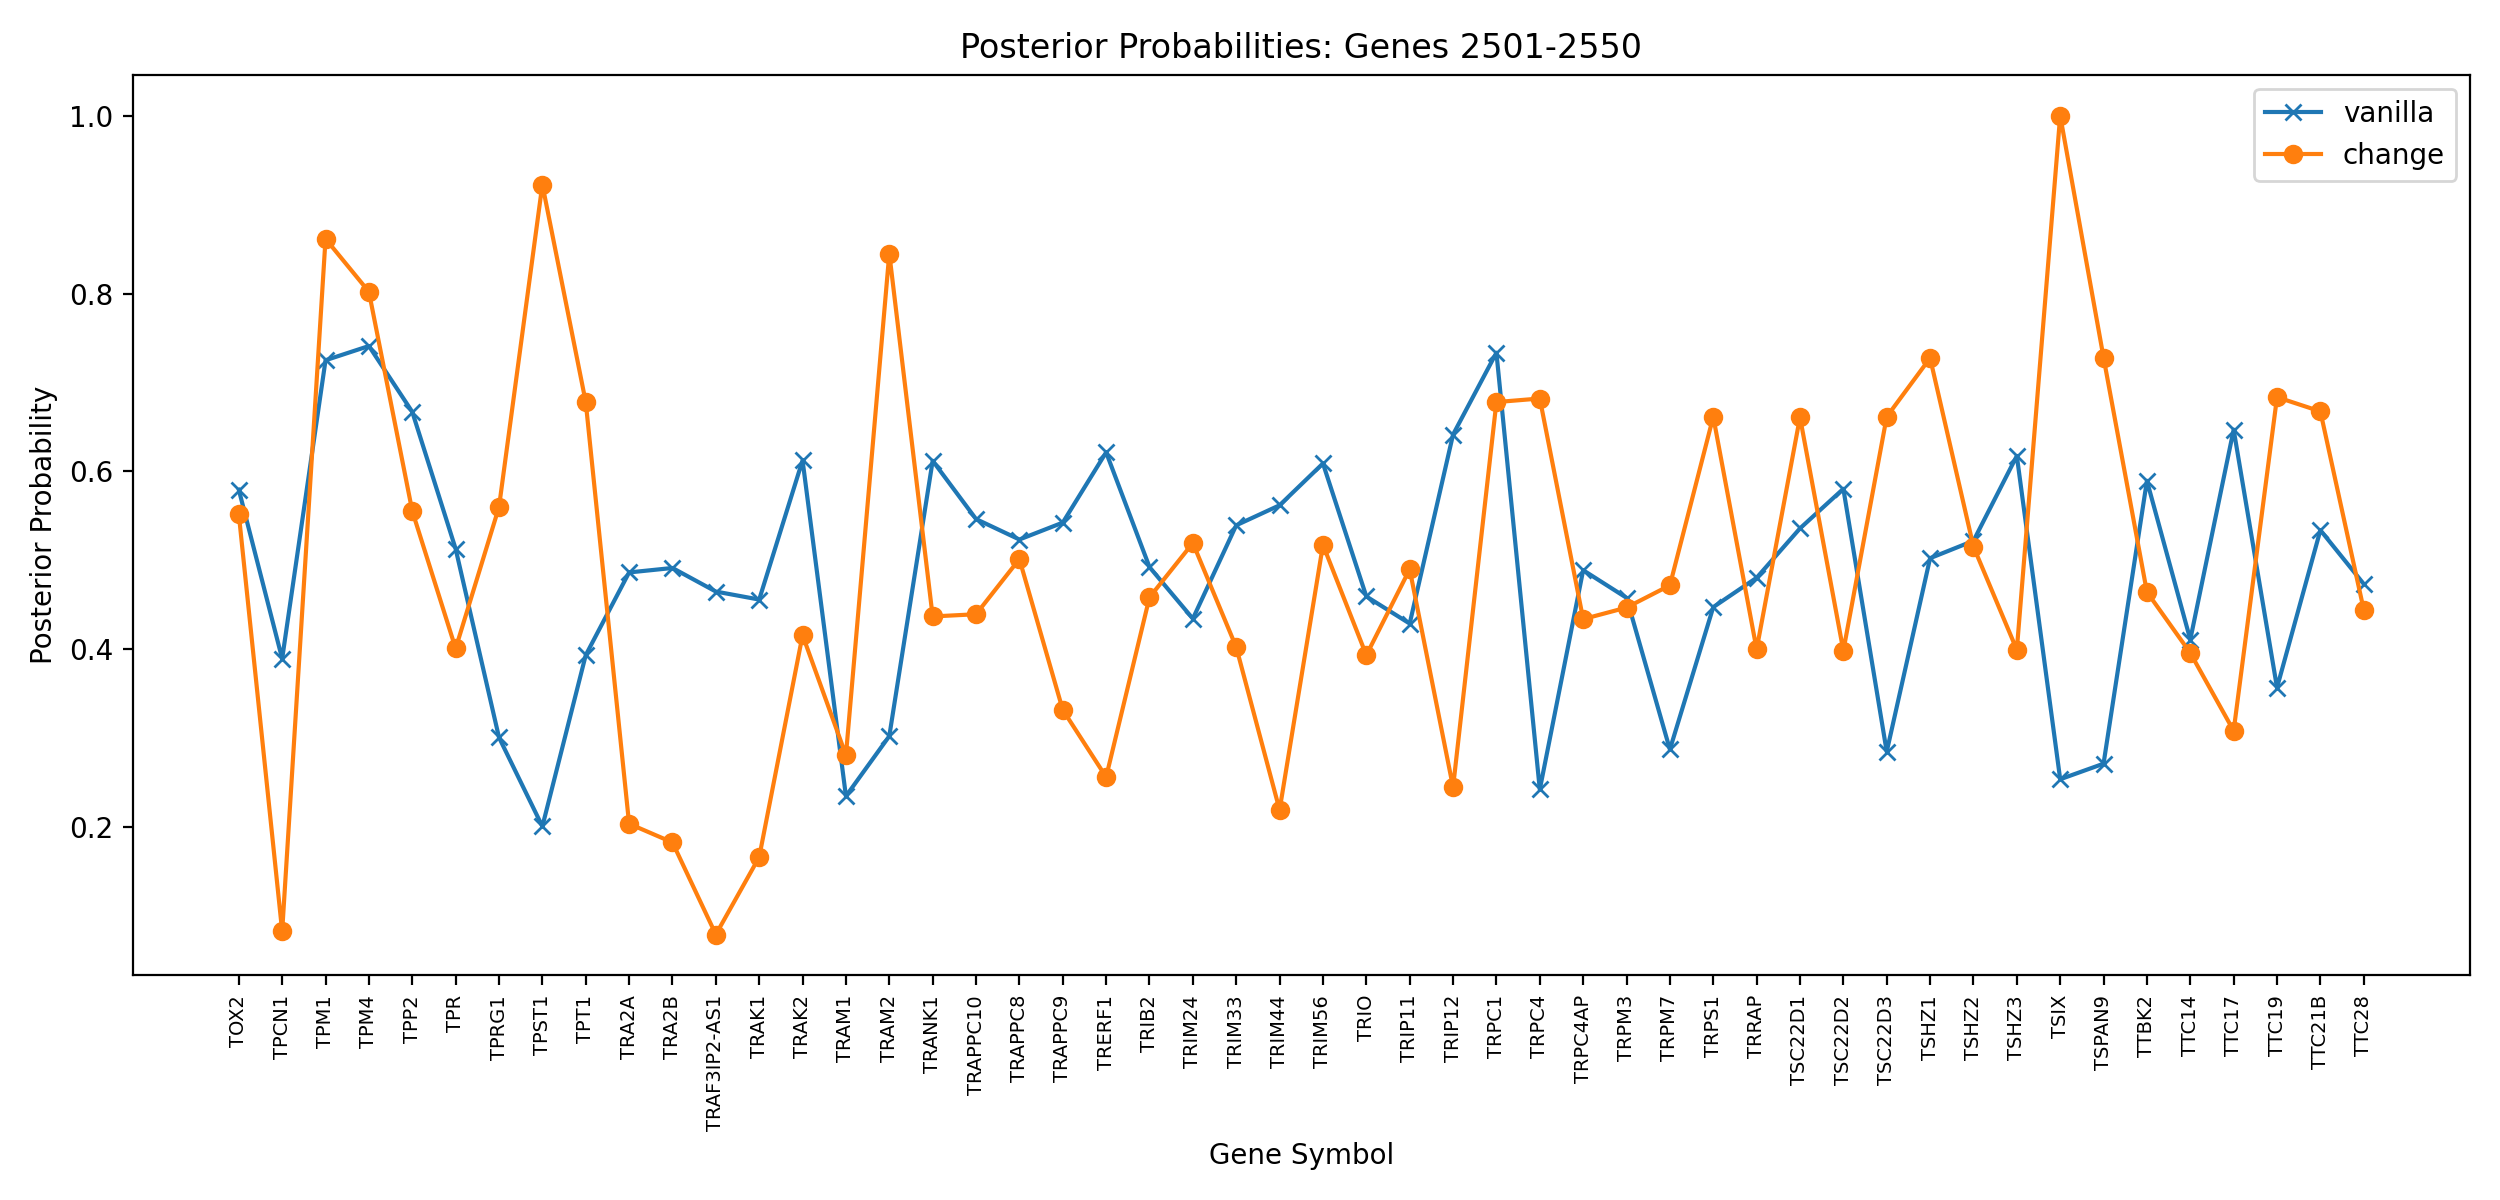 Posterior Probabilities: Genes 2501-2550
vanilla
change
Posterior Probability
1.0
0.8
0.6
0.4
0.2
TOX2
TPCN1
TPM1
TPM4
TPP2
TPR
TPRG1
TPST1
TPT1
TRA2A
TRA2B
TRAF3IP2-AS1
TRAK1
TRAK2
TRAM1
TRAM2
TRANK1
TRAPPC10
TRAPPC8
TRAPPC9
TRERF1
TRIB2
TRIM24
TRIM33
TRIM44
TRIM56
TRIO
TRIP11
TRIP12
TRPC1
TRPC4
TRPC4AP
TRPM3
TRPM7
TRPS1
TRRAP
TSC22D1
TSC22D2
TSC22D3
TSHZ1
TSHZ2
TSHZ3
TSIX
TSPAN9
TTBK2
TTC14
TTC17
TTC19
TTC21B
TTC28
Gene Symbol